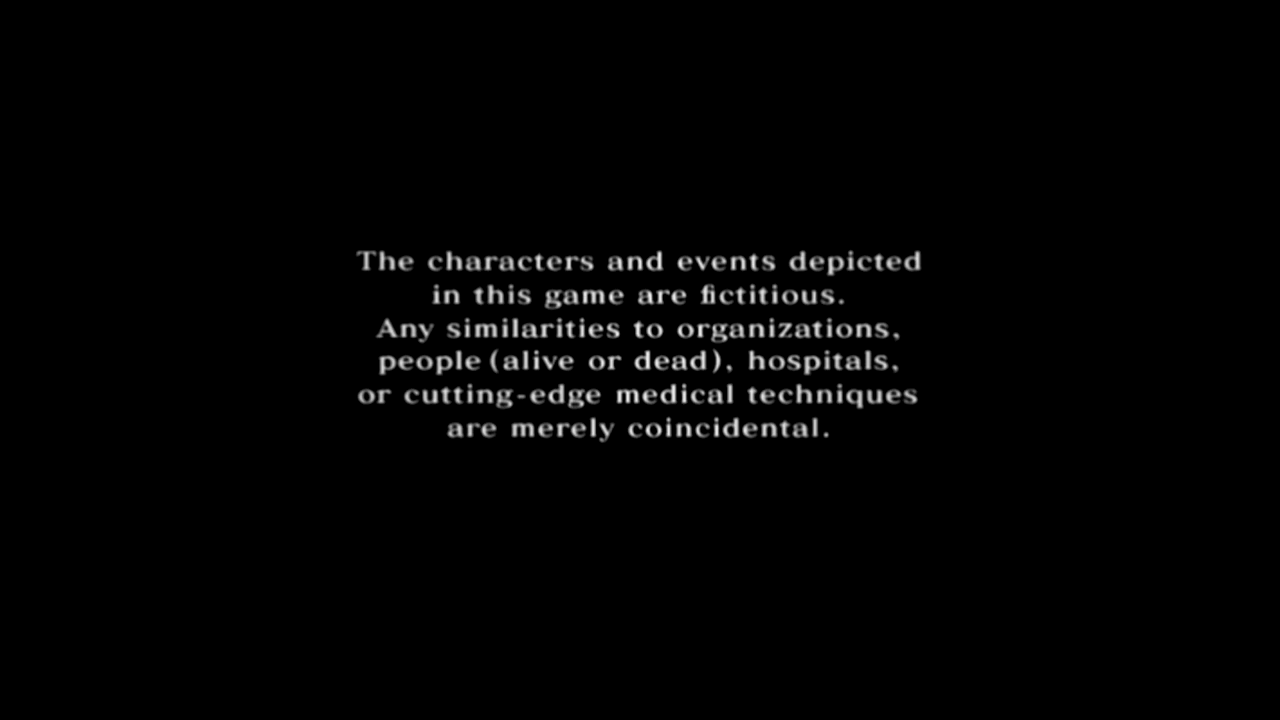 The characters and events depicted
in this game are fictitious.
Any similarities to organizations,
people (alive or dead), hospitals,
or cutting-edge medical techniques
are merely coincidental.